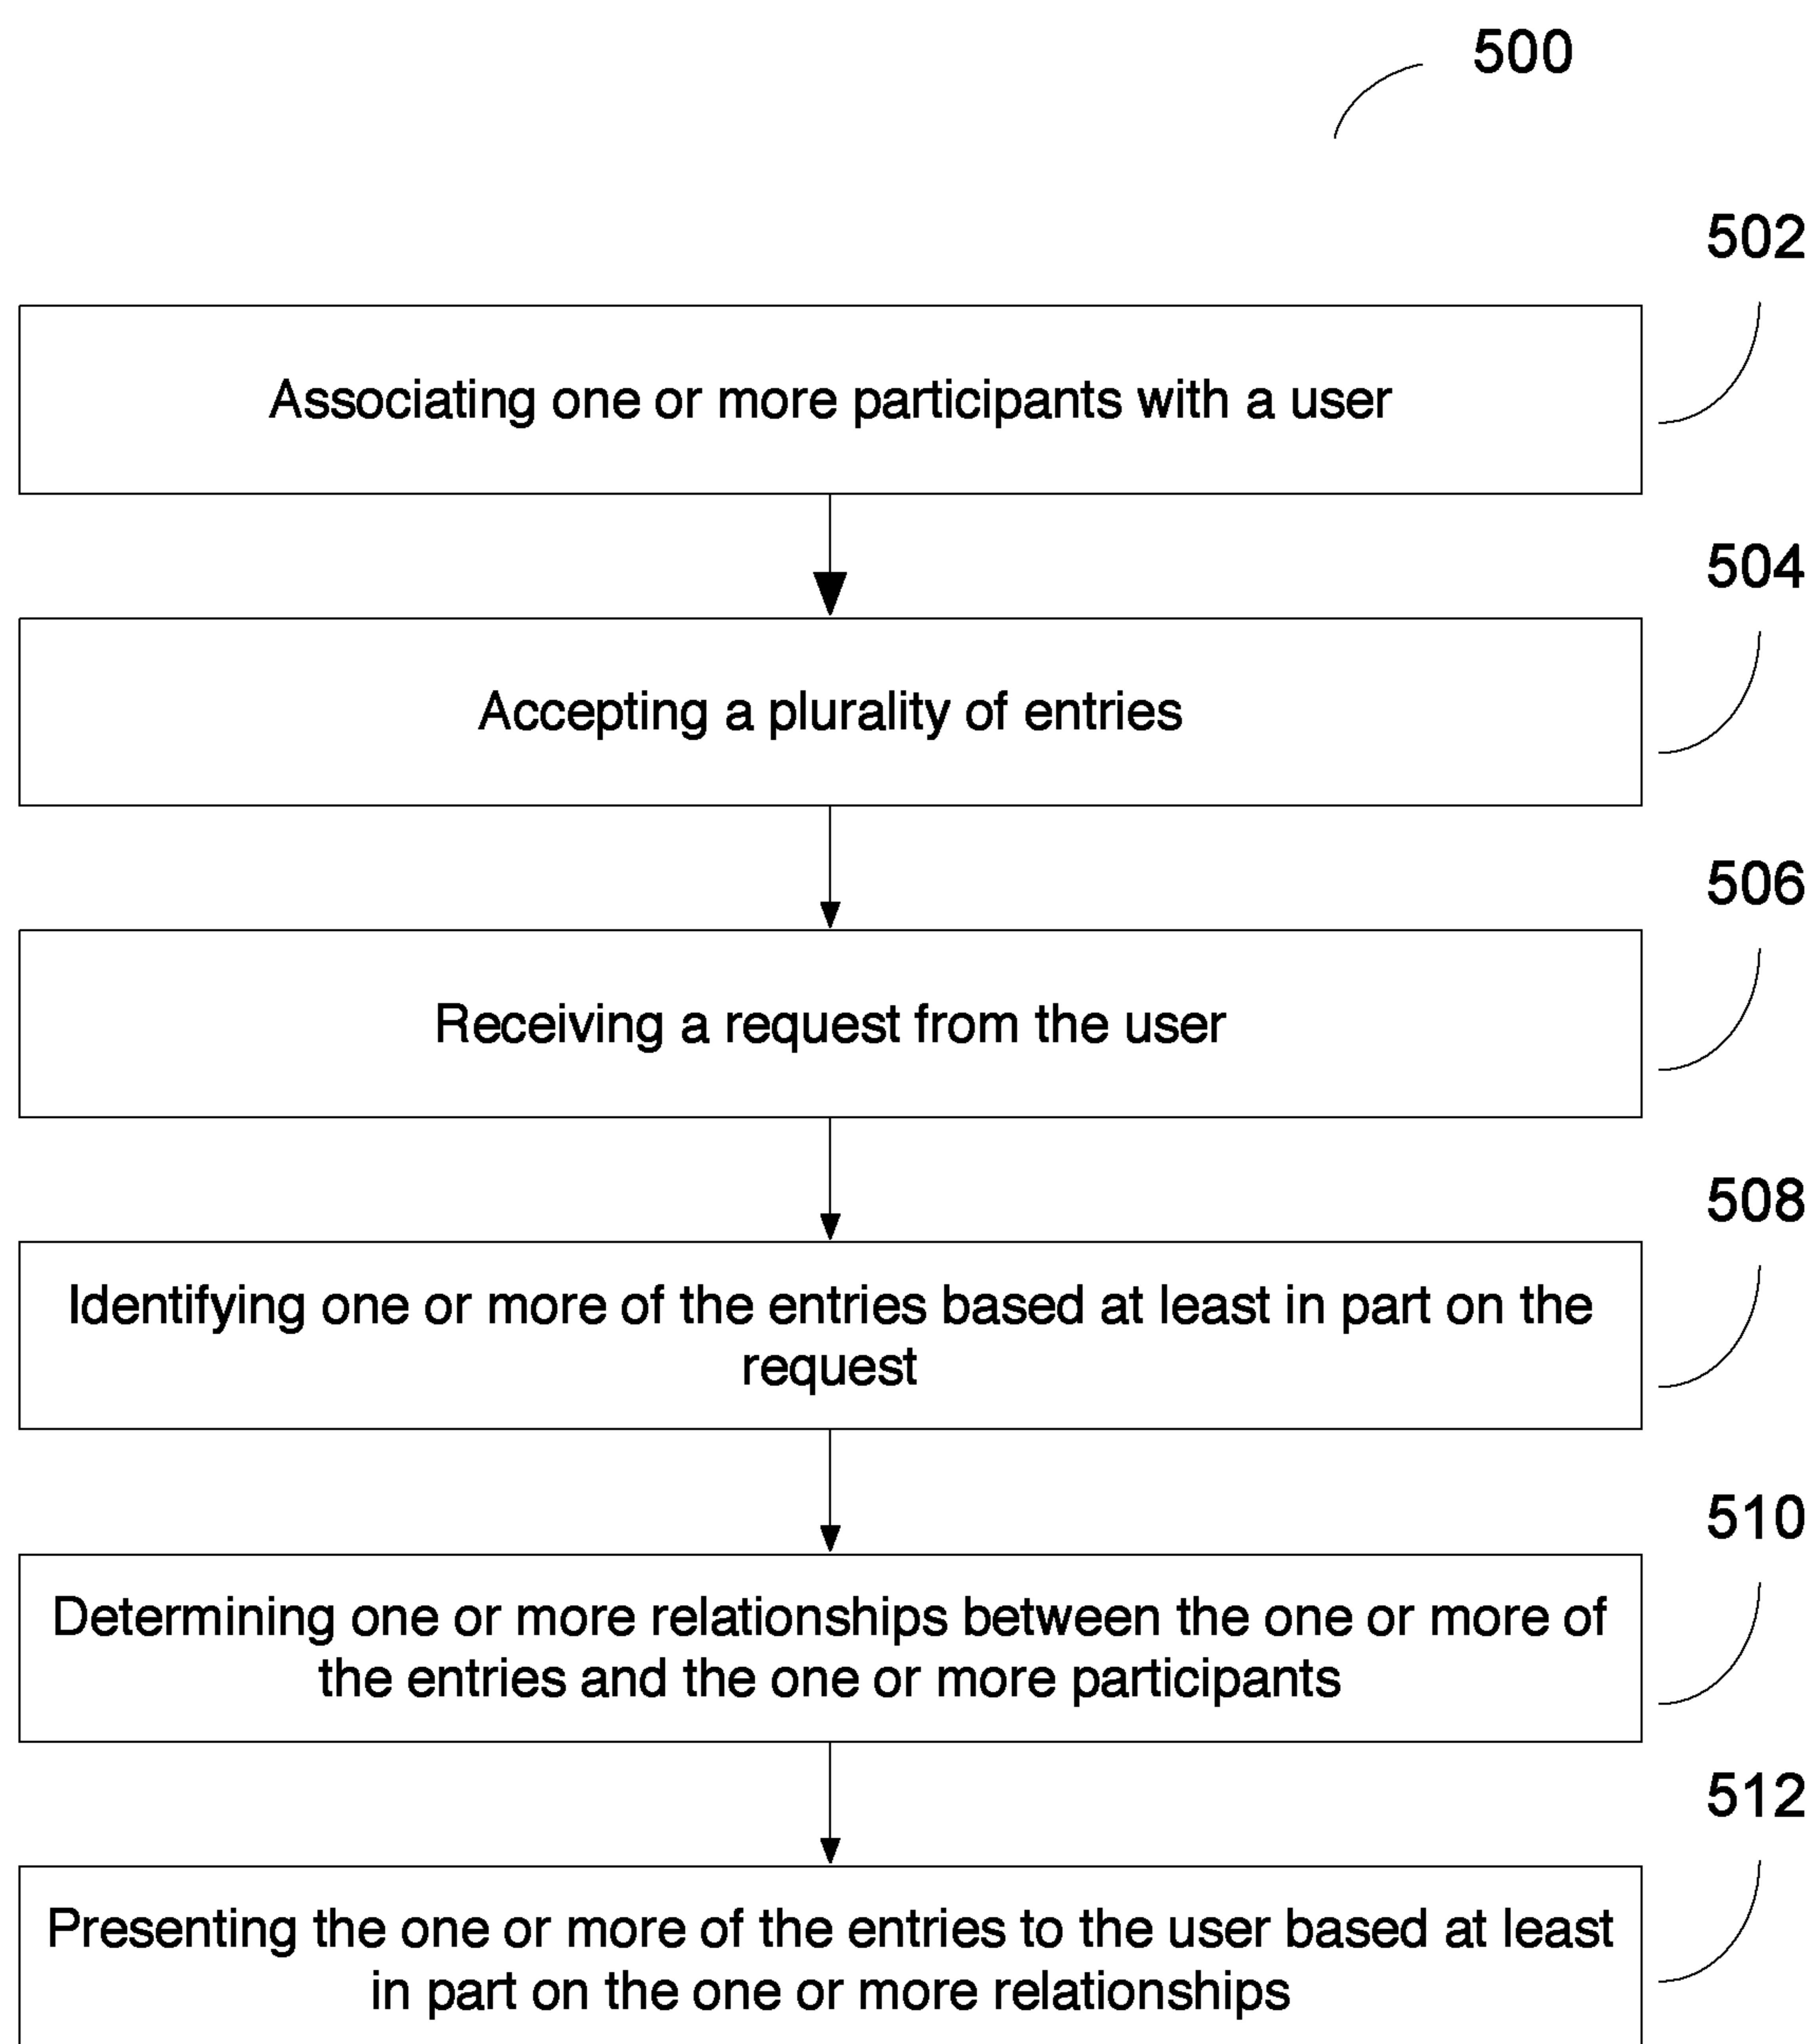 500
502
Associating one or more participants with a user
504
Accepting a plurality of entries
506
Receiving a request from the user
508
Identifying one or more of the entries based at least in part on the
request
510
Determining one or more relationships between the one or more of
the entries and the one or more participants
512
Presenting the one or more of the entries to the user based at least
in part on the one or more relationships